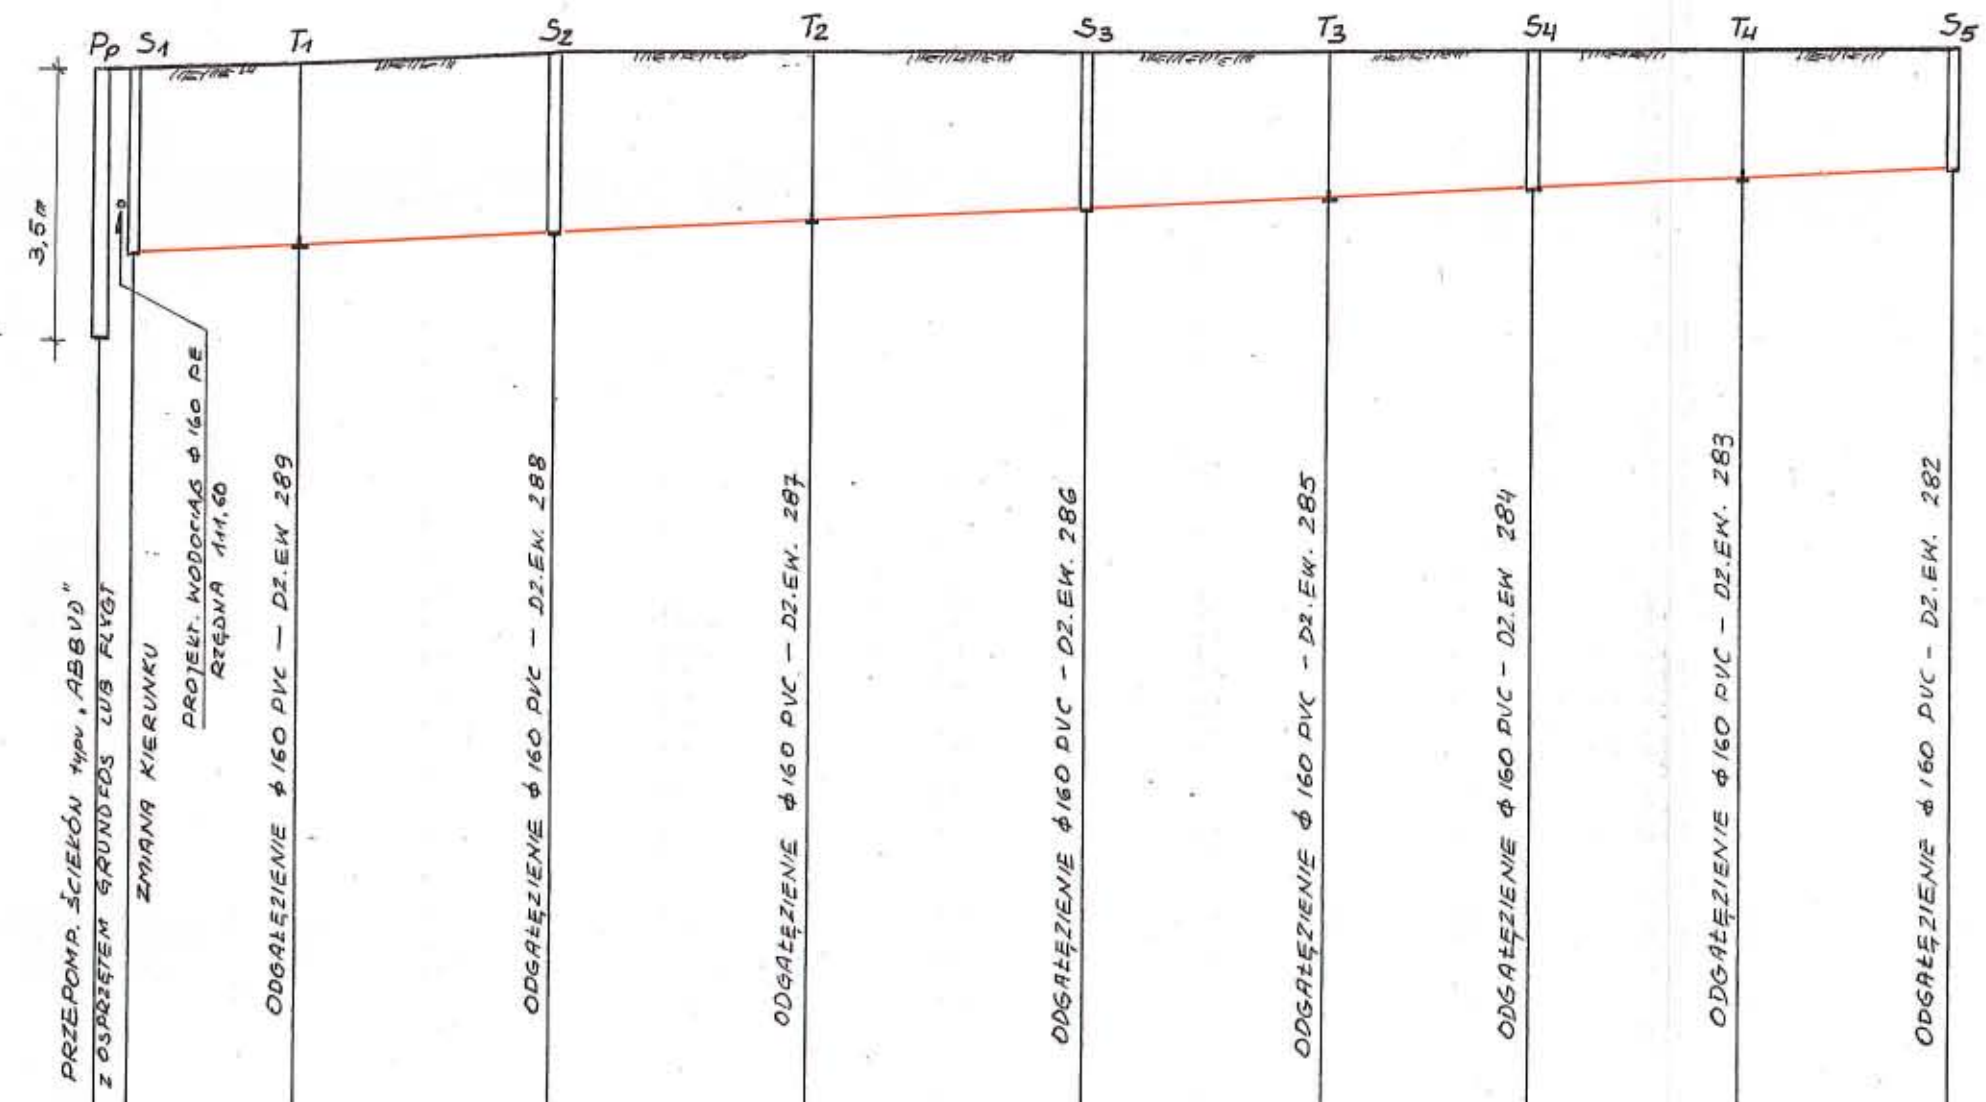 Pp S1 T1 S2 T2 S3 T3 S4 T4 S5
3,5m
PRZEPOMP. ŚCIEKÓW typu „ABBVD"
Z OSPRZĘTEM GRUNDFOS LUB FLYGT
ZMIANA KIERUNKU
PROJEKT. WODOCIĄG ϕ 160 PE
RZĘDNA 111,60
ODGAŁĘZIENIE ϕ 160 PVC — DZ.EW 289
ODGAŁĘZIENIE ϕ 160 PVC - DZ.EW. 288
ODGAŁĘZIENIE ϕ 160 PVC - DZ.EW. 287
ODGAŁĘZIENIE ϕ 160 PVC - DZ.EW. 286
ODGAŁĘZIENIE ϕ 160 PVC - DZ.EW. 285
ODGAŁĘZIENIE ϕ 160 PVC - DZ.EW 284
ODGAŁĘZIENIE ϕ 160 PVC - DZ.EW. 283
ODGAŁĘZIENIE ϕ 160 PVC - DZ.EW. 282